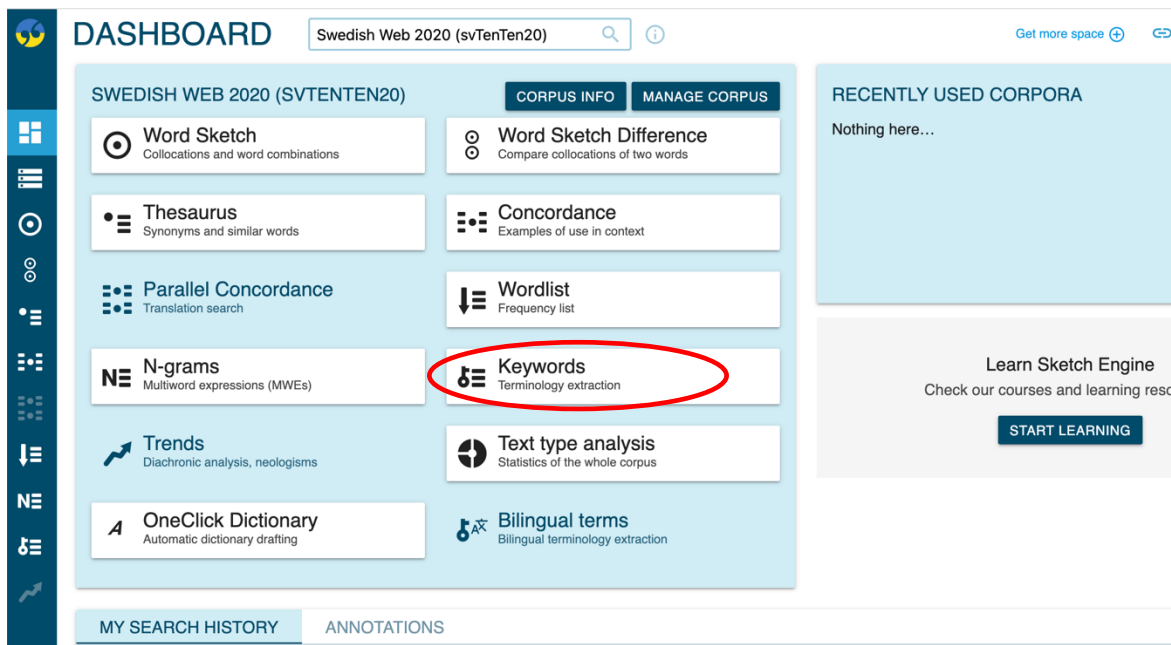 DASHBOARD
Swedish Web 2020 (svTenTen20)
Get more space
SWEDISH WEB 2020 (SVTENTEN20)
CORPUS INFO
MANAGE CORPUS
Word Sketch
Collocations and word combinations
Word Sketch Difference
Compare collocations of two words
Thesaurus
Synonyms and similar words
Concordance
Examples of use in context
Parallel Concordance
Translation search
Wordlist
Frequency list
N-grams
Multiword expressions (MWEs)
Keywords
Terminology extraction
Trends
Diachronic analysis, neologisms
Text type analysis
Statistics of the whole corpus
OneClick Dictionary
Automatic dictionary drafting
Bilingual terms
Bilingual terminology extraction
RECENTLY USED CORPORA
Nothing here…
Learn Sketch Engine
Check our courses and learning reso
START LEARNING
MY SEARCH HISTORY
ANNOTATIONS